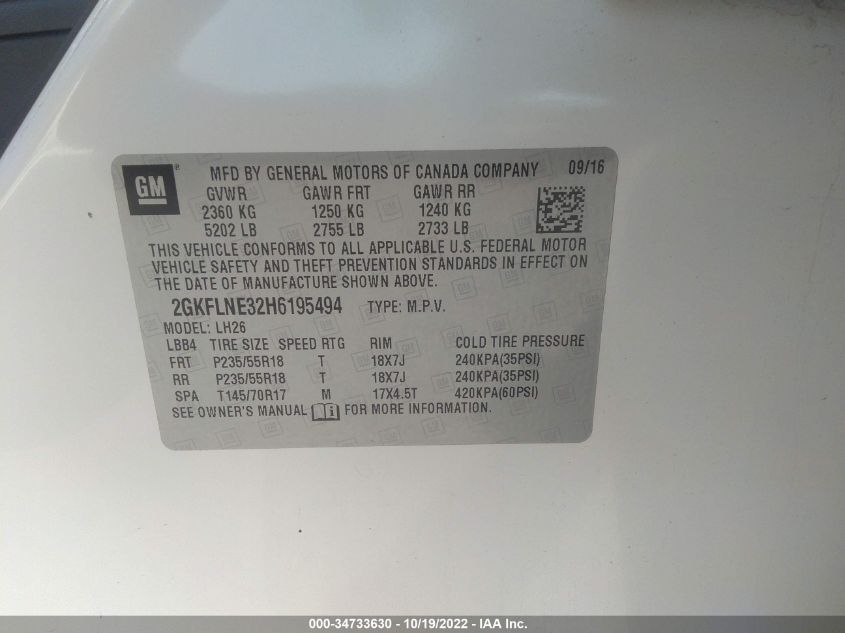 GM ® MFD BY GENERAL MOTORS OF CANADA COMPANY 09/16
GVWR GAWR FRT GAWR RR
2360 KG 1250 KG 1240 KG
5202 LB 2755 LB 2733 LB
THIS VEHICLE CONFORMS TO ALL APPLICABLE U.S. FEDERAL MOTOR
VEHICLE SAFETY AND THEFT PREVENTION STANDARDS IN EFFECT ON
THE DATE OF MANUFACTURE SHOWN ABOVE.
2GKFLNE32H6195494 TYPE: M.P.V.
MODEL: LH26
LBB4 TIRE SIZE SPEED RTG RIM COLD TIRE PRESSURE
FRT P235/55R18 T 18X7J 240KPA(35PSI)
RR P235/55R18 T 18X7J 240KPA(35PSI)
SPA T145/70R17 M 17X4.5T 420KPA(60PSI)
SEE OWNER'S MANUAL FOR MORE INFORMATION.
000-34733630 - 10/19/2022 - IAA Inc.